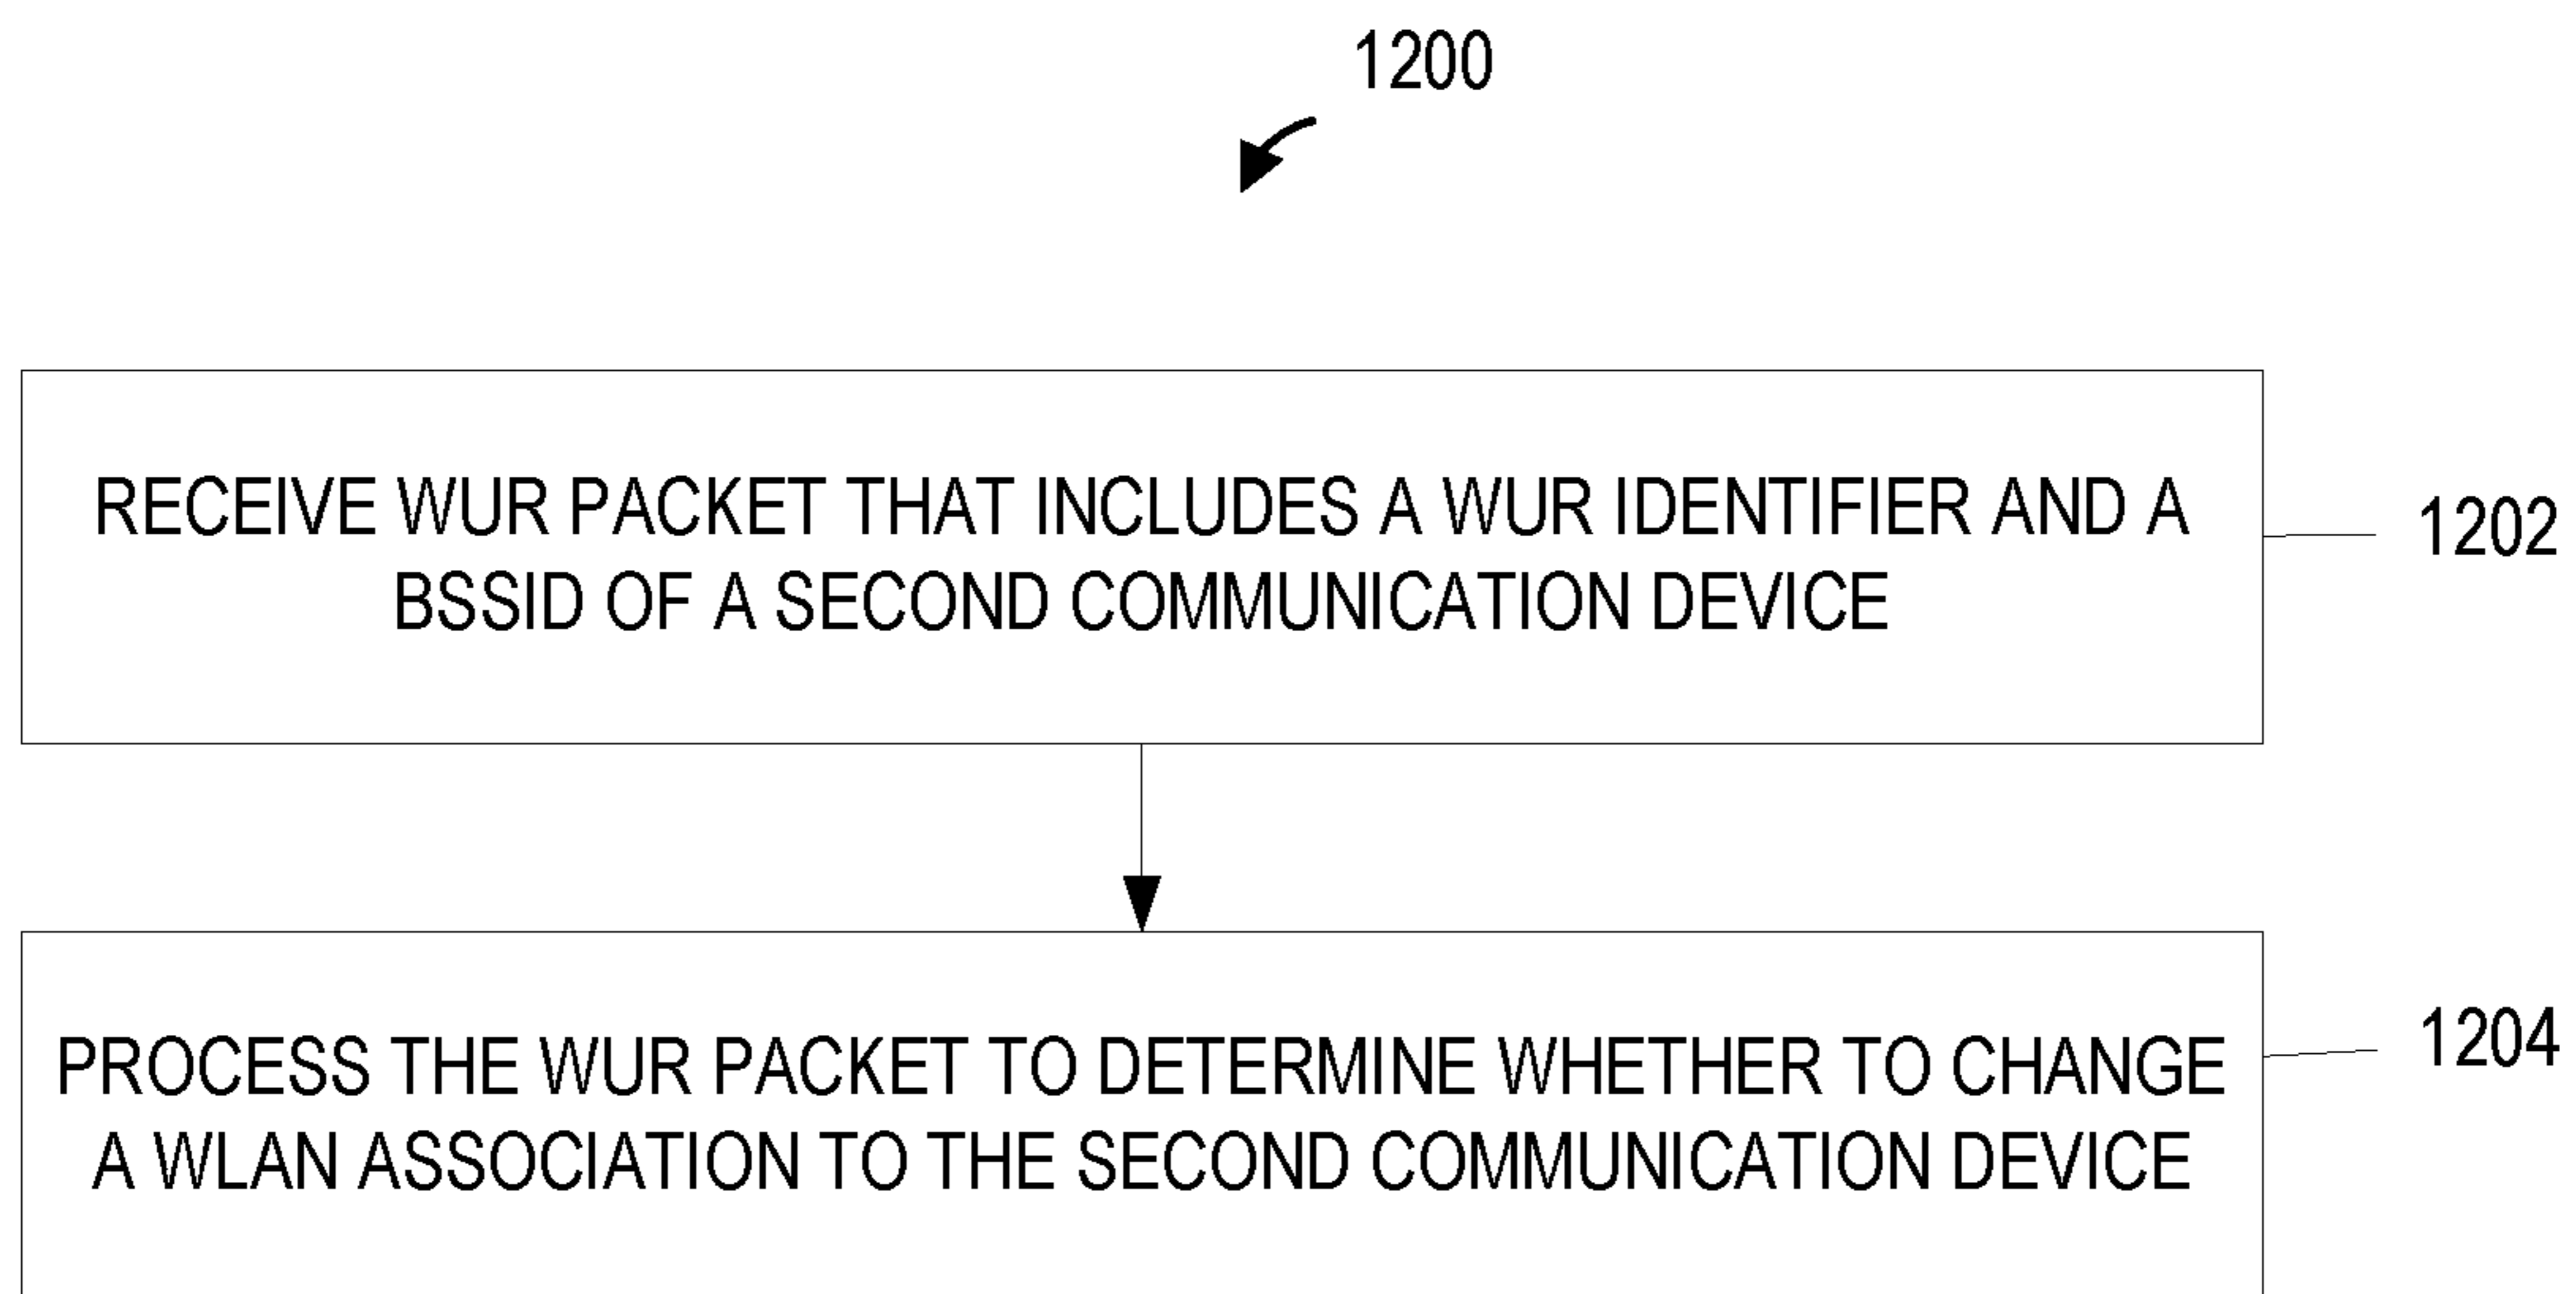 1200
RECEIVE WUR PACKET THAT INCLUDES A WUR IDENTIFIER AND A
BSSID OF A SECOND COMMUNICATION DEVICE
1202
PROCESS THE WUR PACKET TO DETERMINE WHETHER TO CHANGE
A WLAN ASSOCIATION TO THE SECOND COMMUNICATION DEVICE
1204